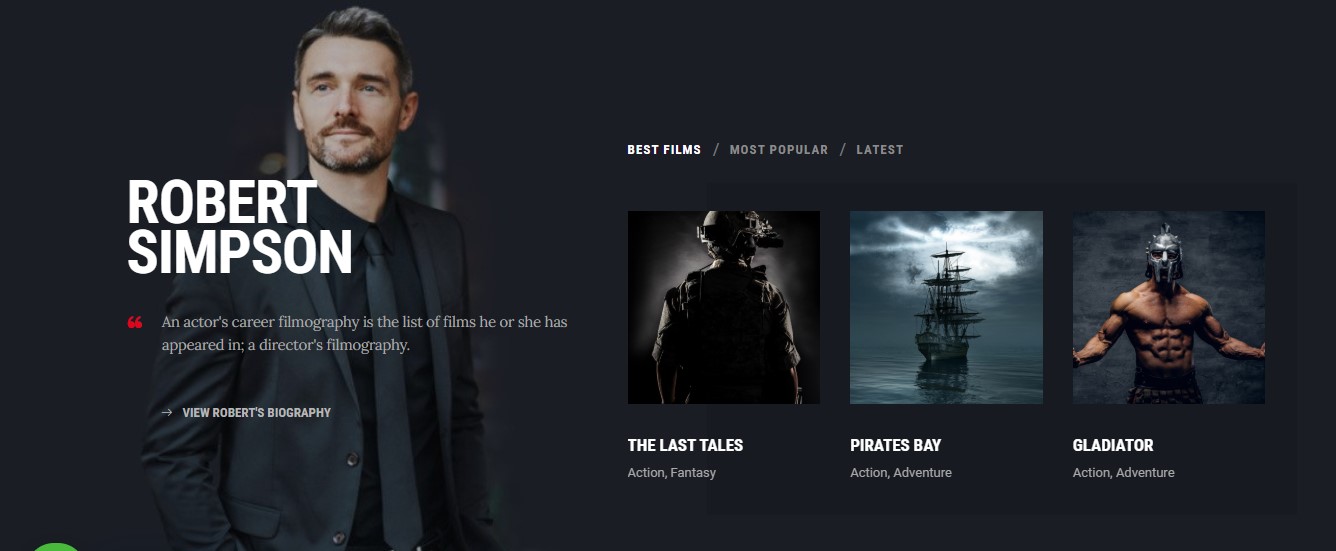 ROBERT
SIMPSON
❝ An actor's career filmography is the list of films he or she has
appeared in; a director's filmography.
→ VIEW ROBERT'S BIOGRAPHY
BEST FILMS / MOST POPULAR / LATEST
THE LAST TALES
Action, Fantasy
PIRATES BAY
Action, Adventure
GLADIATOR
Action, Adventure